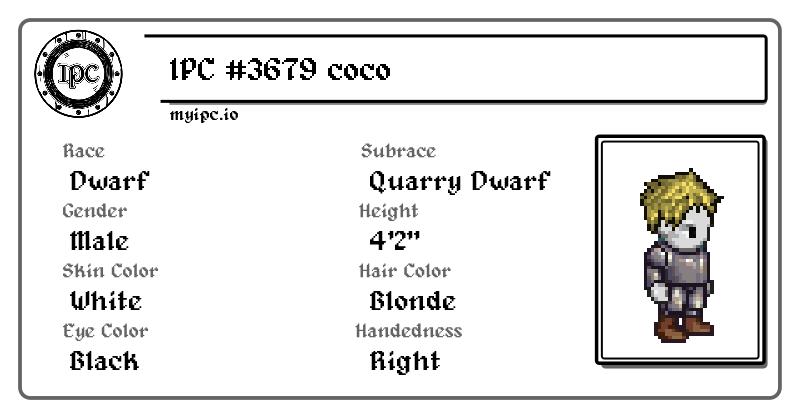 IPC
IPC #3679 coco
myipc.io
Race
Dwarf
Subrace
Quarry Dwarf
Gender
Male
Height
4'2"
Skin Color
White
Hair Color
Blonde
Eye Color
Black
Handedness
Right